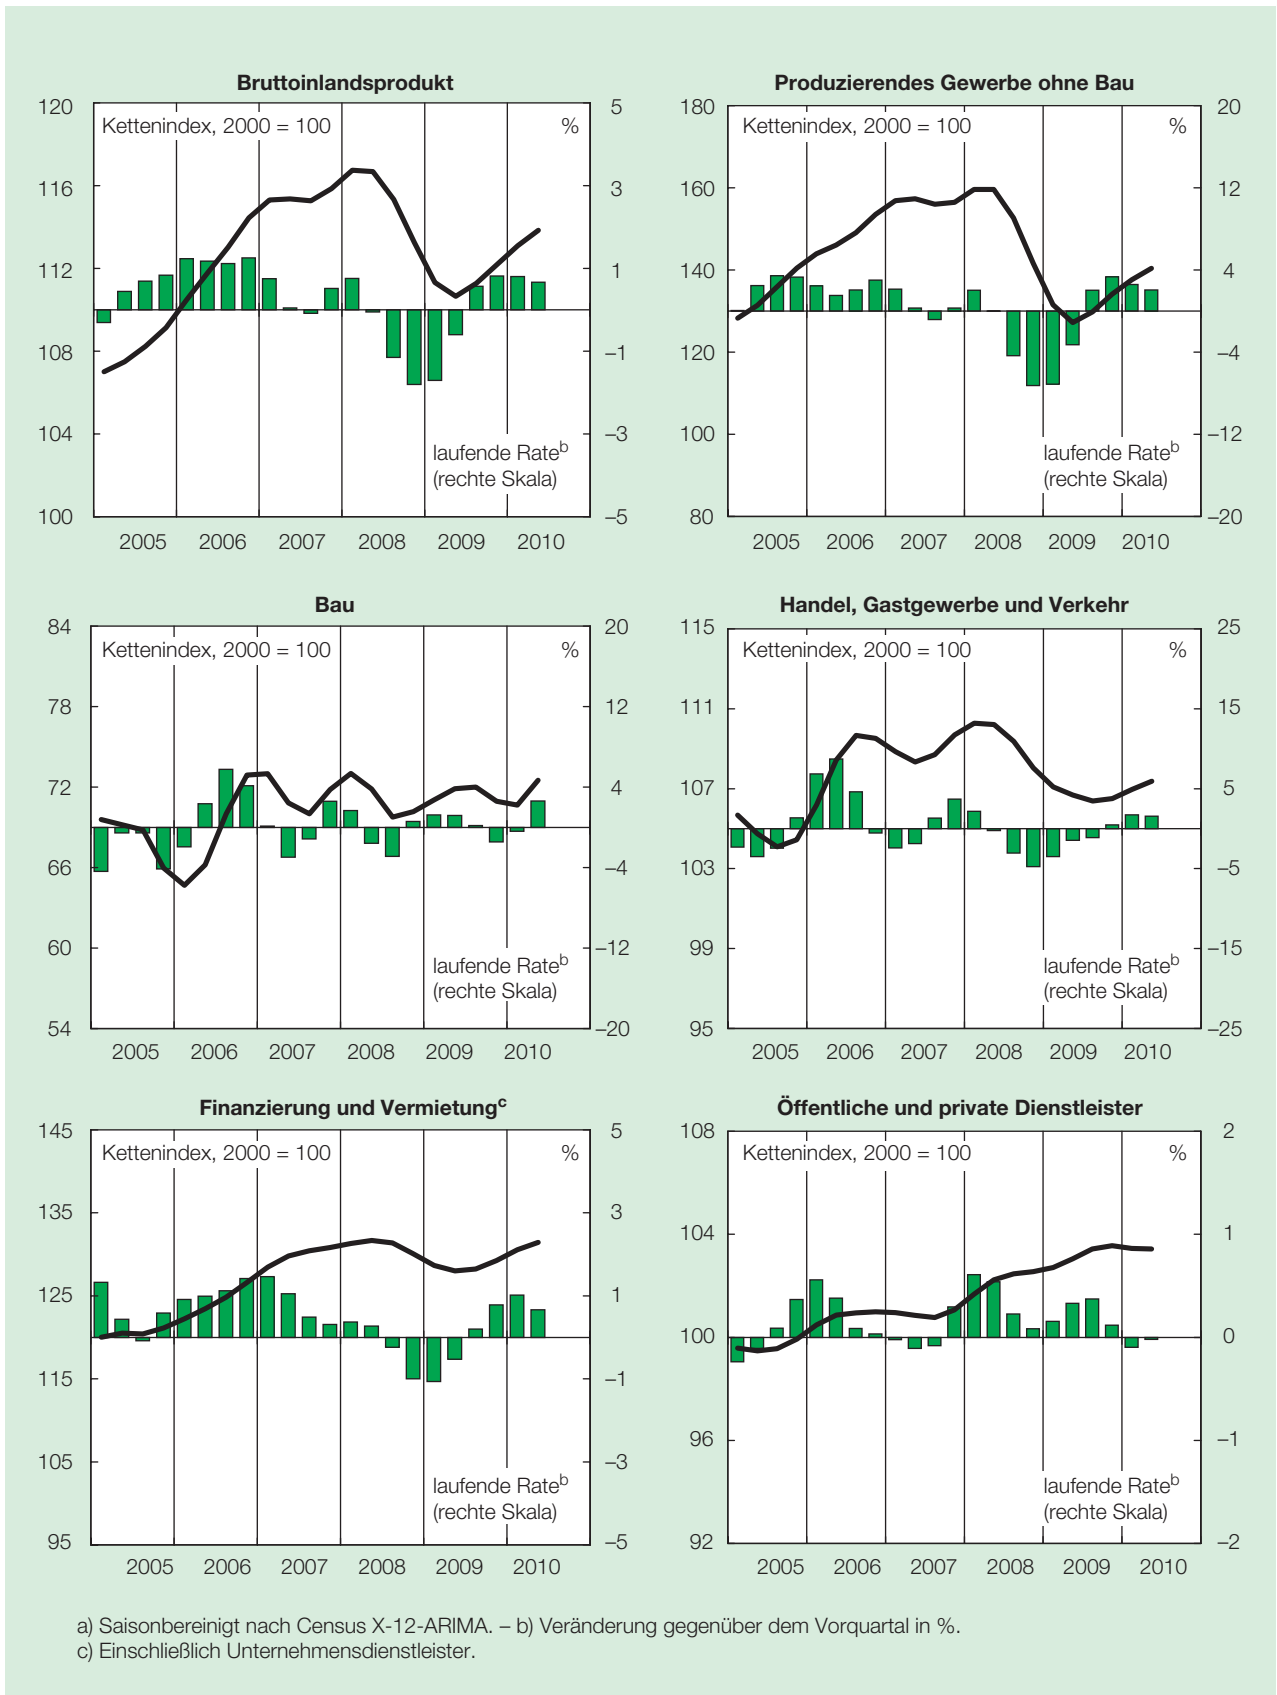 Bruttoinlandsprodukt
120
116
112
108
104
100
Kettenindex, 2000 = 100
%
5
3
1
–1
–3
–5
laufende Rateb
(rechte Skala)
2005 2006 2007 2008 2009 2010
Produzierendes Gewerbe ohne Bau
180
160
140
120
100
80
Kettenindex, 2000 = 100
%
20
12
4
–4
–12
–20
laufende Rateb
(rechte Skala)
2005 2006 2007 2008 2009 2010
Bau
84
78
72
66
60
54
Kettenindex, 2000 = 100
%
20
12
4
–4
–12
–20
laufende Rateb
(rechte Skala)
2005 2006 2007 2008 2009 2010
Handel, Gastgewerbe und Verkehr
115
111
107
103
99
95
Kettenindex, 2000 = 100
%
25
15
5
–5
–15
–25
laufende Rateb
(rechte Skala)
2005 2006 2007 2008 2009 2010
Finanzierung und Vermietungc
145
135
125
115
105
95
Kettenindex, 2000 = 100
%
5
3
1
–1
–3
–5
laufende Rateb
(rechte Skala)
2005 2006 2007 2008 2009 2010
Öffentliche und private Dienstleister
108
104
100
96
92
Kettenindex, 2000 = 100
%
2
1
0
–1
–2
laufende Rateb
(rechte Skala)
2005 2006 2007 2008 2009 2010
a) Saisonbereinigt nach Census X-12-ARIMA. – b) Veränderung gegenüber dem Vorquartal in %.
c) Einschließlich Unternehmensdienstleister.